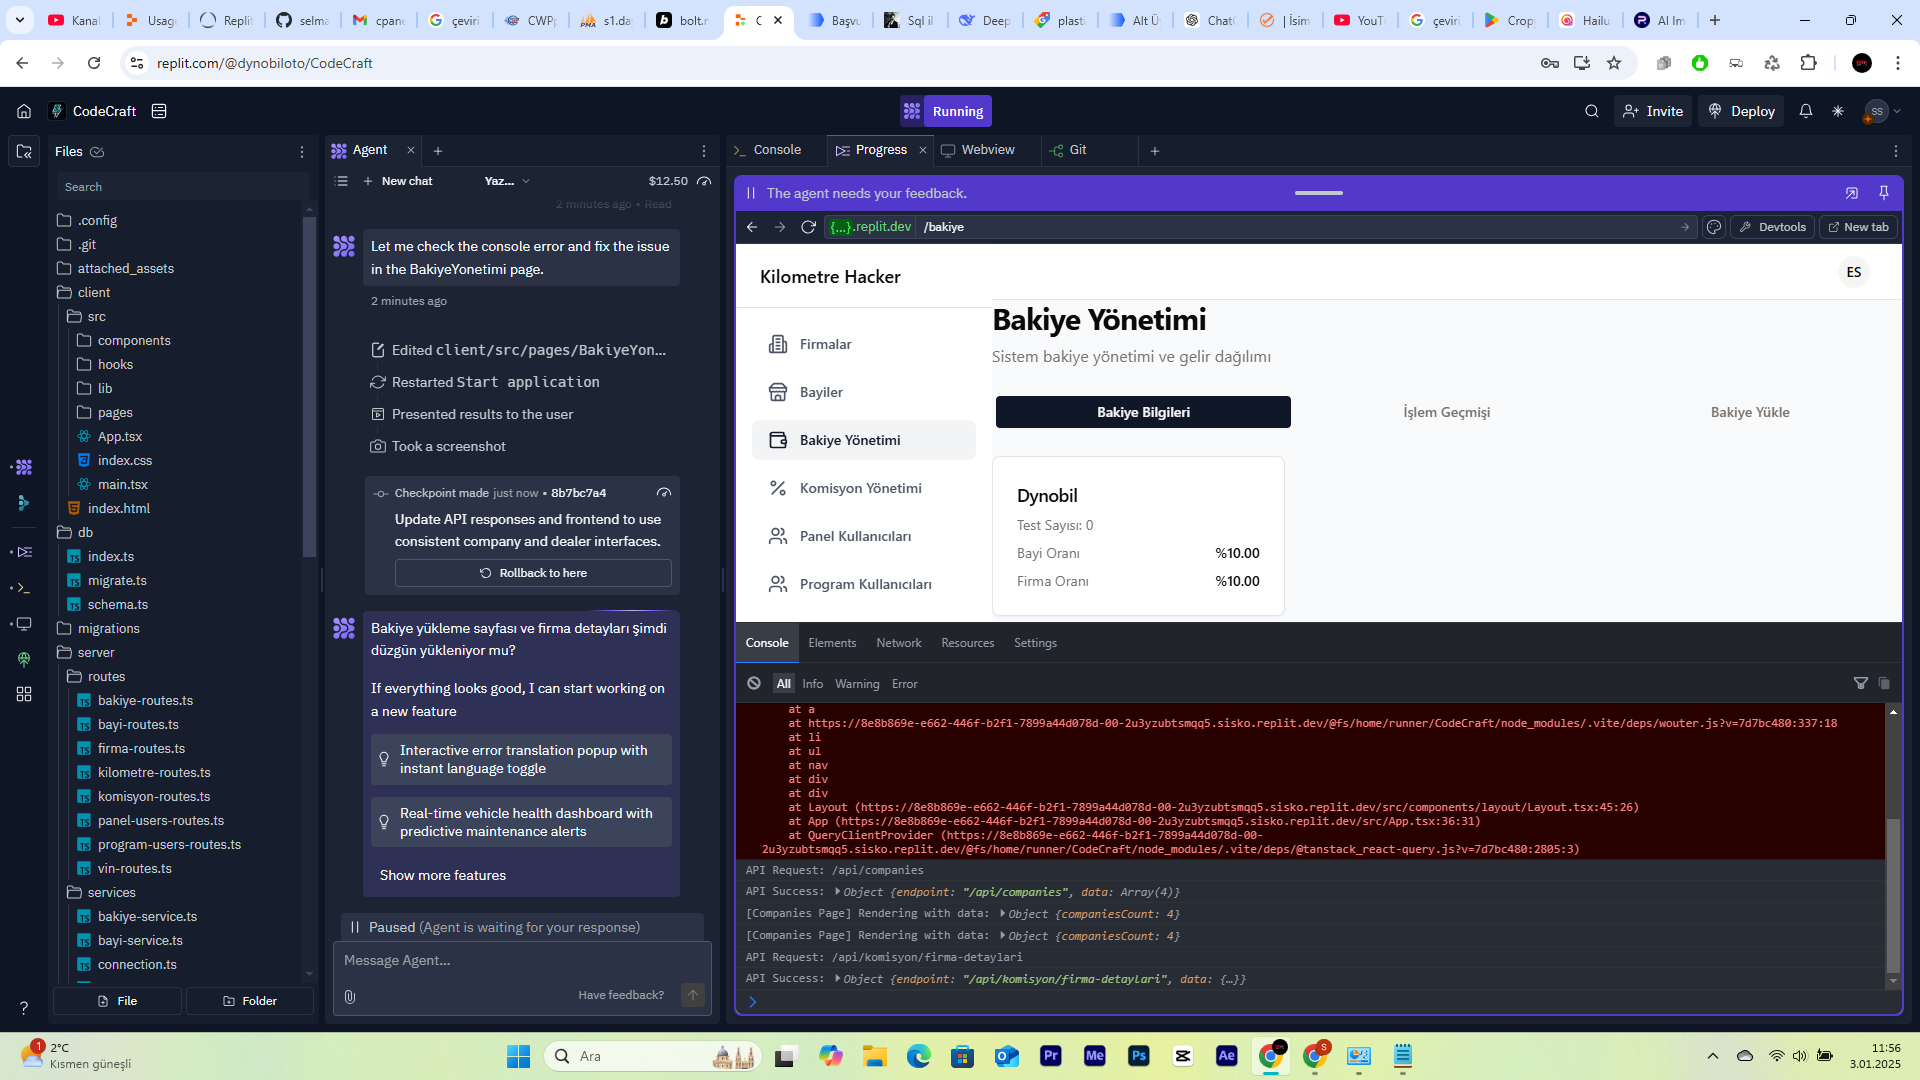 Kanal
Usage
Replit
selma
cpane
çeviri
CWPp
s1.day
bolt.n
C
Başvu
Sql il
Deep
plasti
Alt Ü
ChatG
| İsim
YouTu
çeviri
Cropy
Hailu
AI Im
replit.com/@dynobiloto/CodeCraft
CodeCraft
Running
Invite
Deploy
SS
Files
Search
.config
.git
attached_assets
client
src
components
hooks
lib
pages
App.tsx
index.css
main.tsx
index.html
db
index.ts
migrate.ts
schema.ts
migrations
server
routes
bakiye-routes.ts
bayi-routes.ts
firma-routes.ts
kilometre-routes.ts
komisyon-routes.ts
panel-users-routes.ts
program-users-routes.ts
vin-routes.ts
services
bakiye-service.ts
bayi-service.ts
connection.ts
File
Folder
Agent
New chat
Yaz...
$12.50
2 minutes ago • Read
Let me check the console error and fix the issue
in the BakiyeYonetimi page.
2 minutes ago
Edited client/src/pages/BakiyeYon...
Restarted Start application
Presented results to the user
Took a screenshot
Checkpoint made just now • 8b7bc7a4
Update API responses and frontend to use
consistent company and dealer interfaces.
Rollback to here
Bakiye yükleme sayfası ve firma detayları şimdi
düzgün yükleniyor mu?
If everything looks good, I can start working on
a new feature
Interactive error translation popup with
instant language toggle
Real-time vehicle health dashboard with
predictive maintenance alerts
Show more features
Paused (Agent is waiting for your response)
Message Agent...
Have feedback?
Console
Progress
Webview
Git
The agent needs your feedback.
{...}.replit.dev
/bakiye
Devtools
New tab
Kilometre Hacker
ES
Firmalar
Bayiler
Bakiye Yönetimi
Komisyon Yönetimi
Panel Kullanıcıları
Program Kullanıcıları
Bakiye Yönetimi
Sistem bakiye yönetimi ve gelir dağılımı
Bakiye Bilgileri
İşlem Geçmişi
Bakiye Yükle
Dynobil
Test Sayısı: 0
Bayi Oranı %10.00
Firma Oranı %10.00
Console
Elements
Network
Resources
Settings
All
Info
Warning
Error
at a
at https://8e8b869e-e662-446f-b2f1-7899a44d078d-00-2u3yzubtsmqq5.sisko.replit.dev/@fs/home/runner/CodeCraft/node_modules/.vite/deps/wouter.js?v=7d7bc480:337:18
at li
at ul
at nav
at div
at div
at Layout (https://8e8b869e-e662-446f-b2f1-7899a44d078d-00-2u3yzubtsmqq5.sisko.replit.dev/src/components/layout/Layout.tsx:45:26)
at App (https://8e8b869e-e662-446f-b2f1-7899a44d078d-00-2u3yzubtsmqq5.sisko.replit.dev/src/App.tsx:36:31)
at QueryClientProvider (https://8e8b869e-e662-446f-b2f1-7899a44d078d-00-
2u3yzubtsmqq5.sisko.replit.dev/@fs/home/runner/CodeCraft/node_modules/.vite/deps/@tanstack_react-query.js?v=7d7bc480:2805:3)
API Request: /api/companies
API Success: Object {endpoint: "/api/companies", data: Array(4)}
[Companies Page] Rendering with data: Object {companiesCount: 4}
[Companies Page] Rendering with data: Object {companiesCount: 4}
API Request: /api/komisyon/firma-detaylari
API Success: Object {endpoint: "/api/komisyon/firma-detaylari", data: {…}}
1
2°C
Kısmen güneşli
Ara
Pr
Me
Ps
Ae
S
11:56
3.01.2025